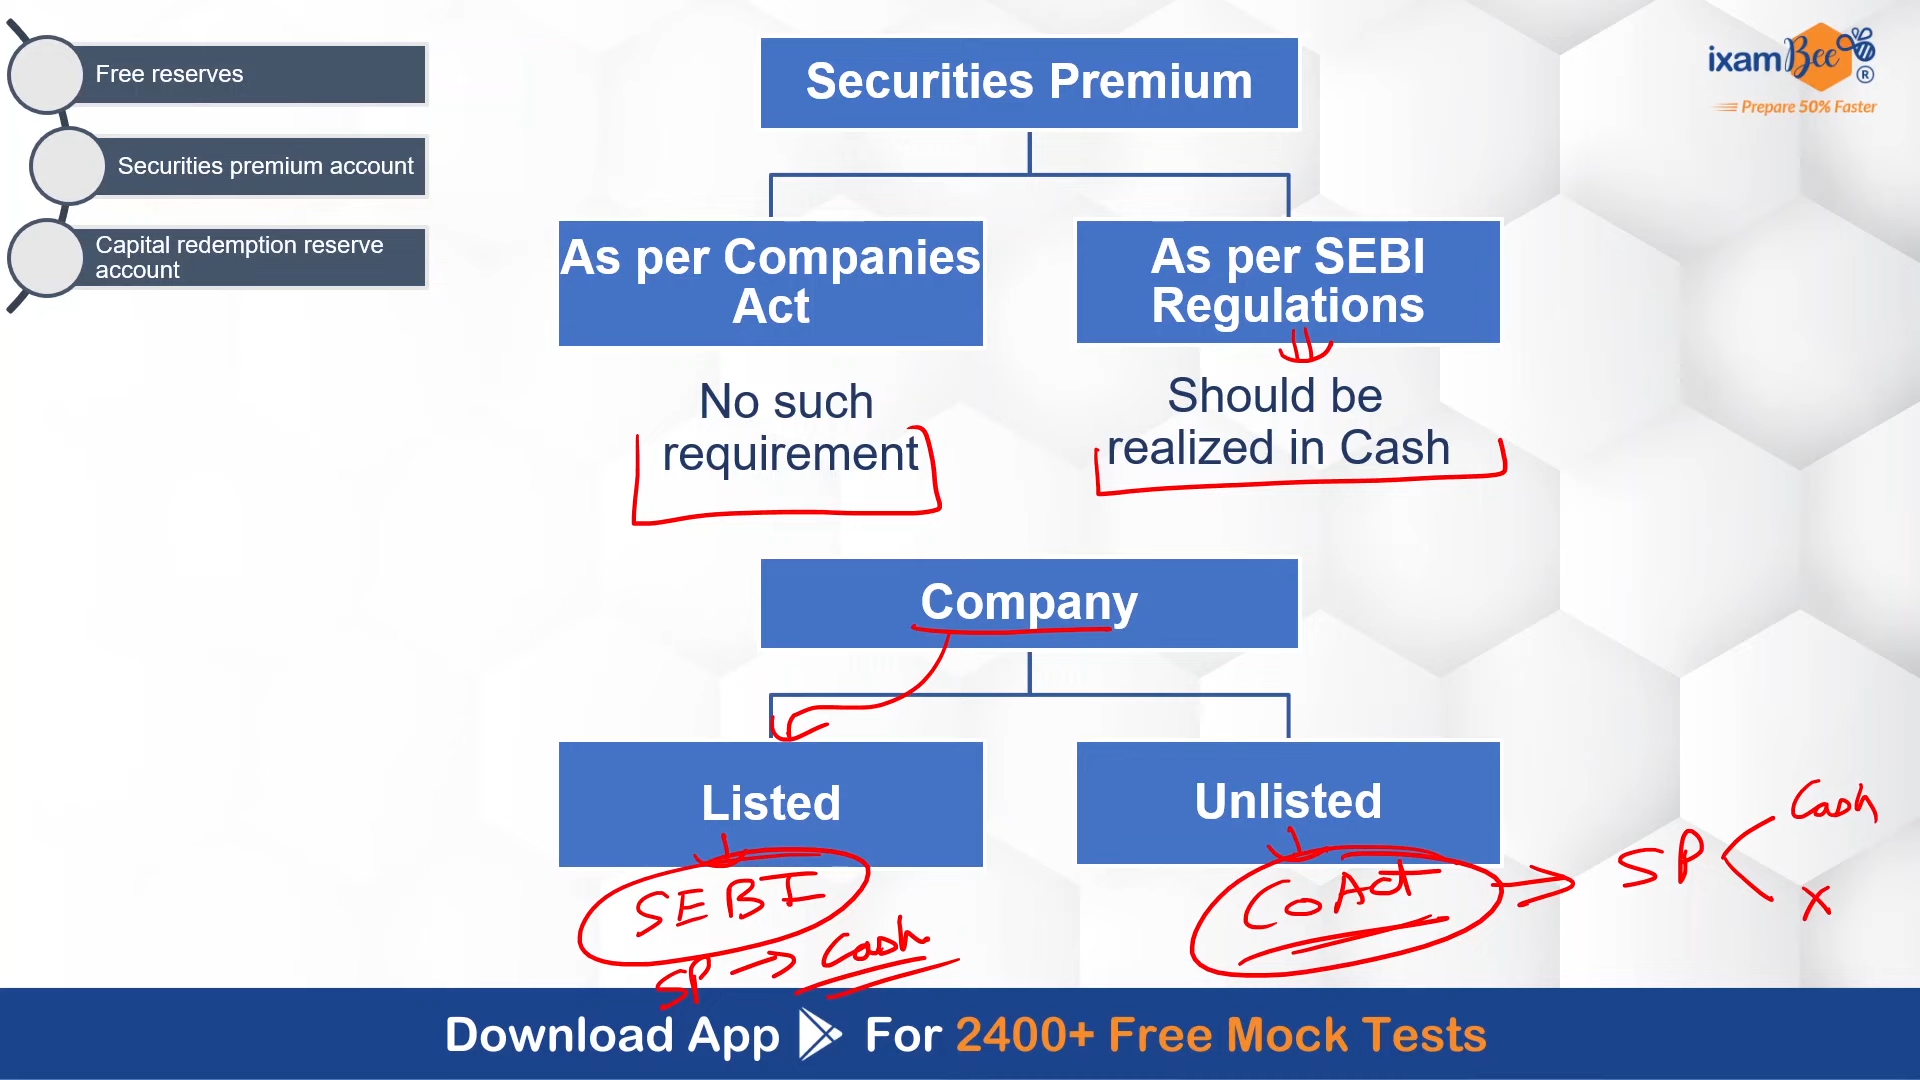 Free reserves
Securities premium account
Capital redemption reserve
account
Securities Premium
ixamBee®
Prepare 50% Faster
As per Companies
Act
As per SEBI
Regulations
No such
requirement
Should be
realized in Cash
Company
Listed
Unlisted
SEBI
SP → Cash
Co Act → SP
Cash
X
Download App For 2400+ Free Mock Tests